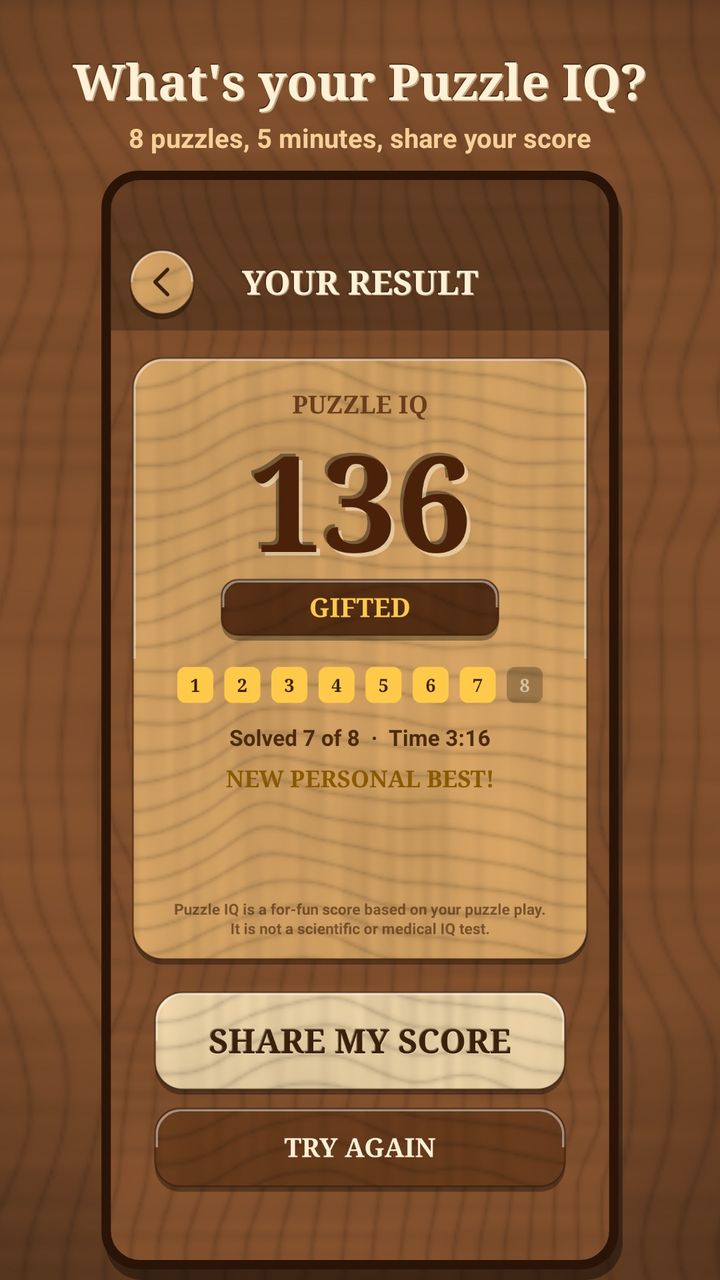 What's your Puzzle IQ?
8 puzzles, 5 minutes, share your score
YOUR RESULT
PUZZLE IQ
136
GIFTED
1 2 3 4 5 6 7 8
Solved 7 of 8 · Time 3:16
NEW PERSONAL BEST!
Puzzle IQ is a for-fun score based on your puzzle play.
It is not a scientific or medical IQ test.
SHARE MY SCORE
TRY AGAIN